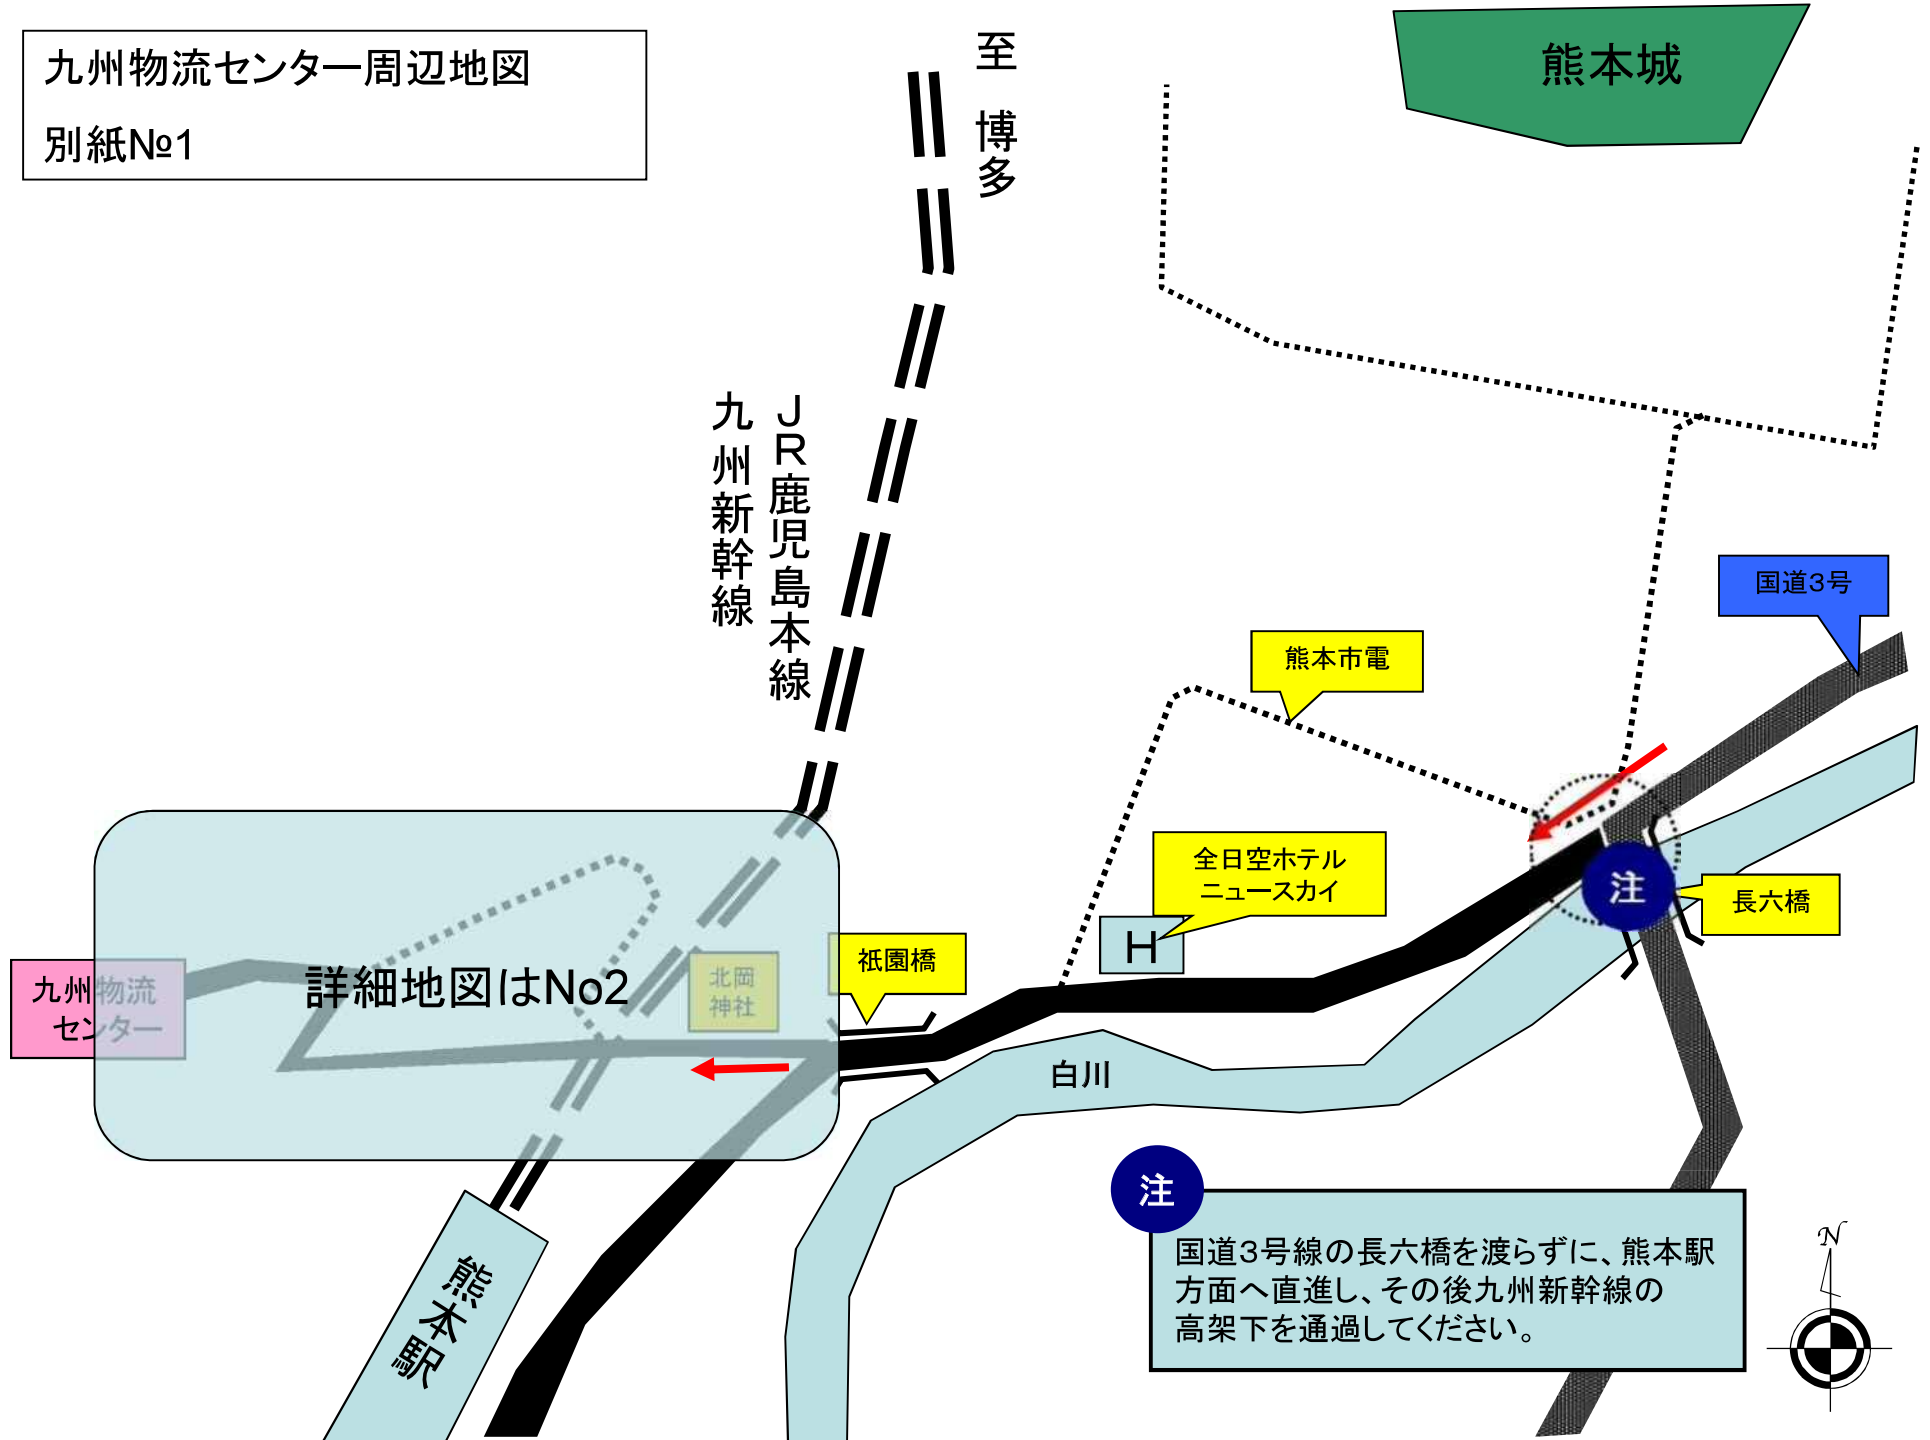 九州物流センター周辺地図
別紙№1
至 博多
熊本城
九州新幹線
JR鹿児島本線
国道3号
熊本市電
全日空ホテル
ニュースカイ
H
注
長六橋
祇園橋
北岡
神社
九州物流
センター
詳細地図はNo2
白川
熊本駅
注
国道3号線の長六橋を渡らずに、熊本駅
方面へ直進し、その後九州新幹線の
高架下を通過してください。
N